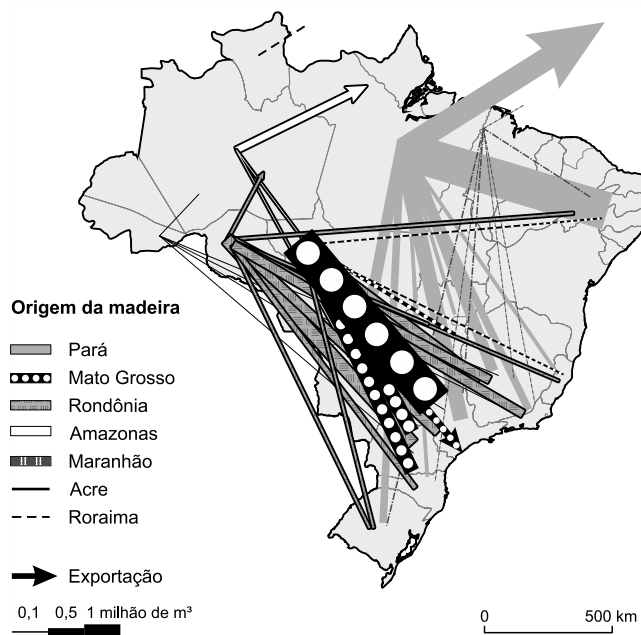 Origem da madeira
Pará
Mato Grosso
Rondônia
Amazonas
Maranhão
Acre
Roraima
Exportação
0,1 0,5 1 milhão de m³
0 500 km